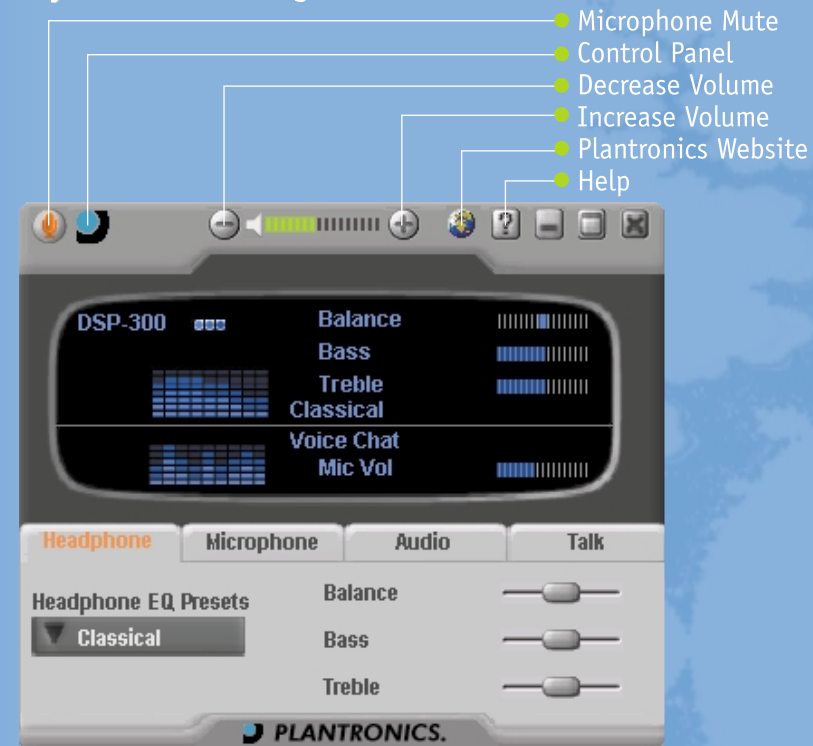 Microphone Mute
Control Panel
Decrease Volume
Increase Volume
Plantronics Website
Help
DSP-300
Balance
Bass
Treble
Classical
Voice Chat
Mic Vol
Headphone Microphone Audio Talk
Headphone EQ Presets
Classical
Balance
Bass
Treble
PLANTRONICS.